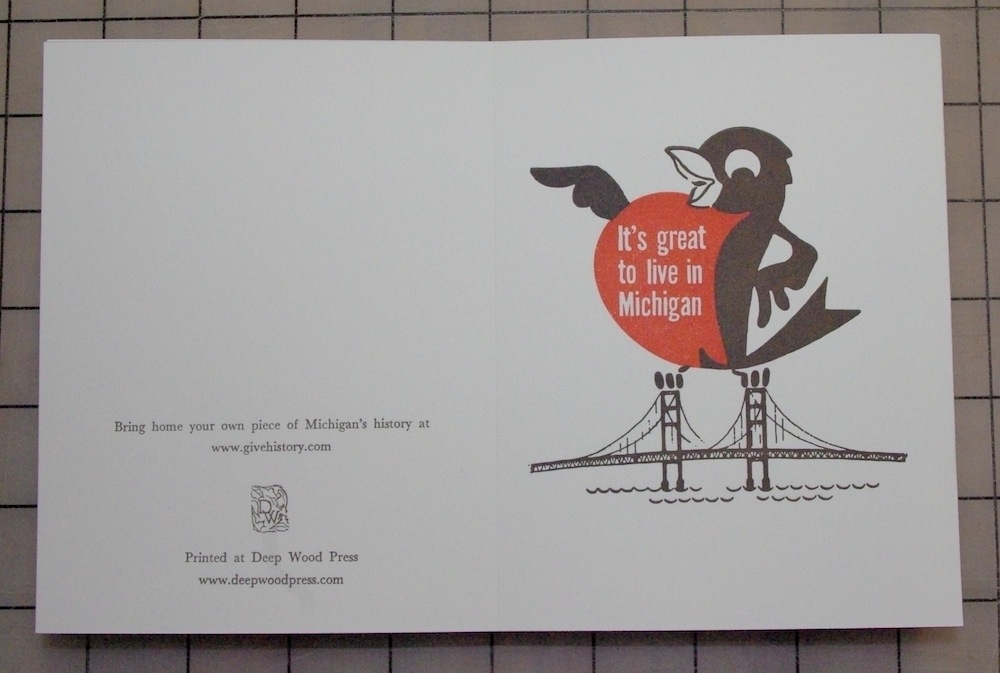 Bring home your own piece of Michigan's history at
www.givehistory.com
DWP
Printed at Deep Wood Press
www.deepwoodpress.com
It's great
to live in
Michigan